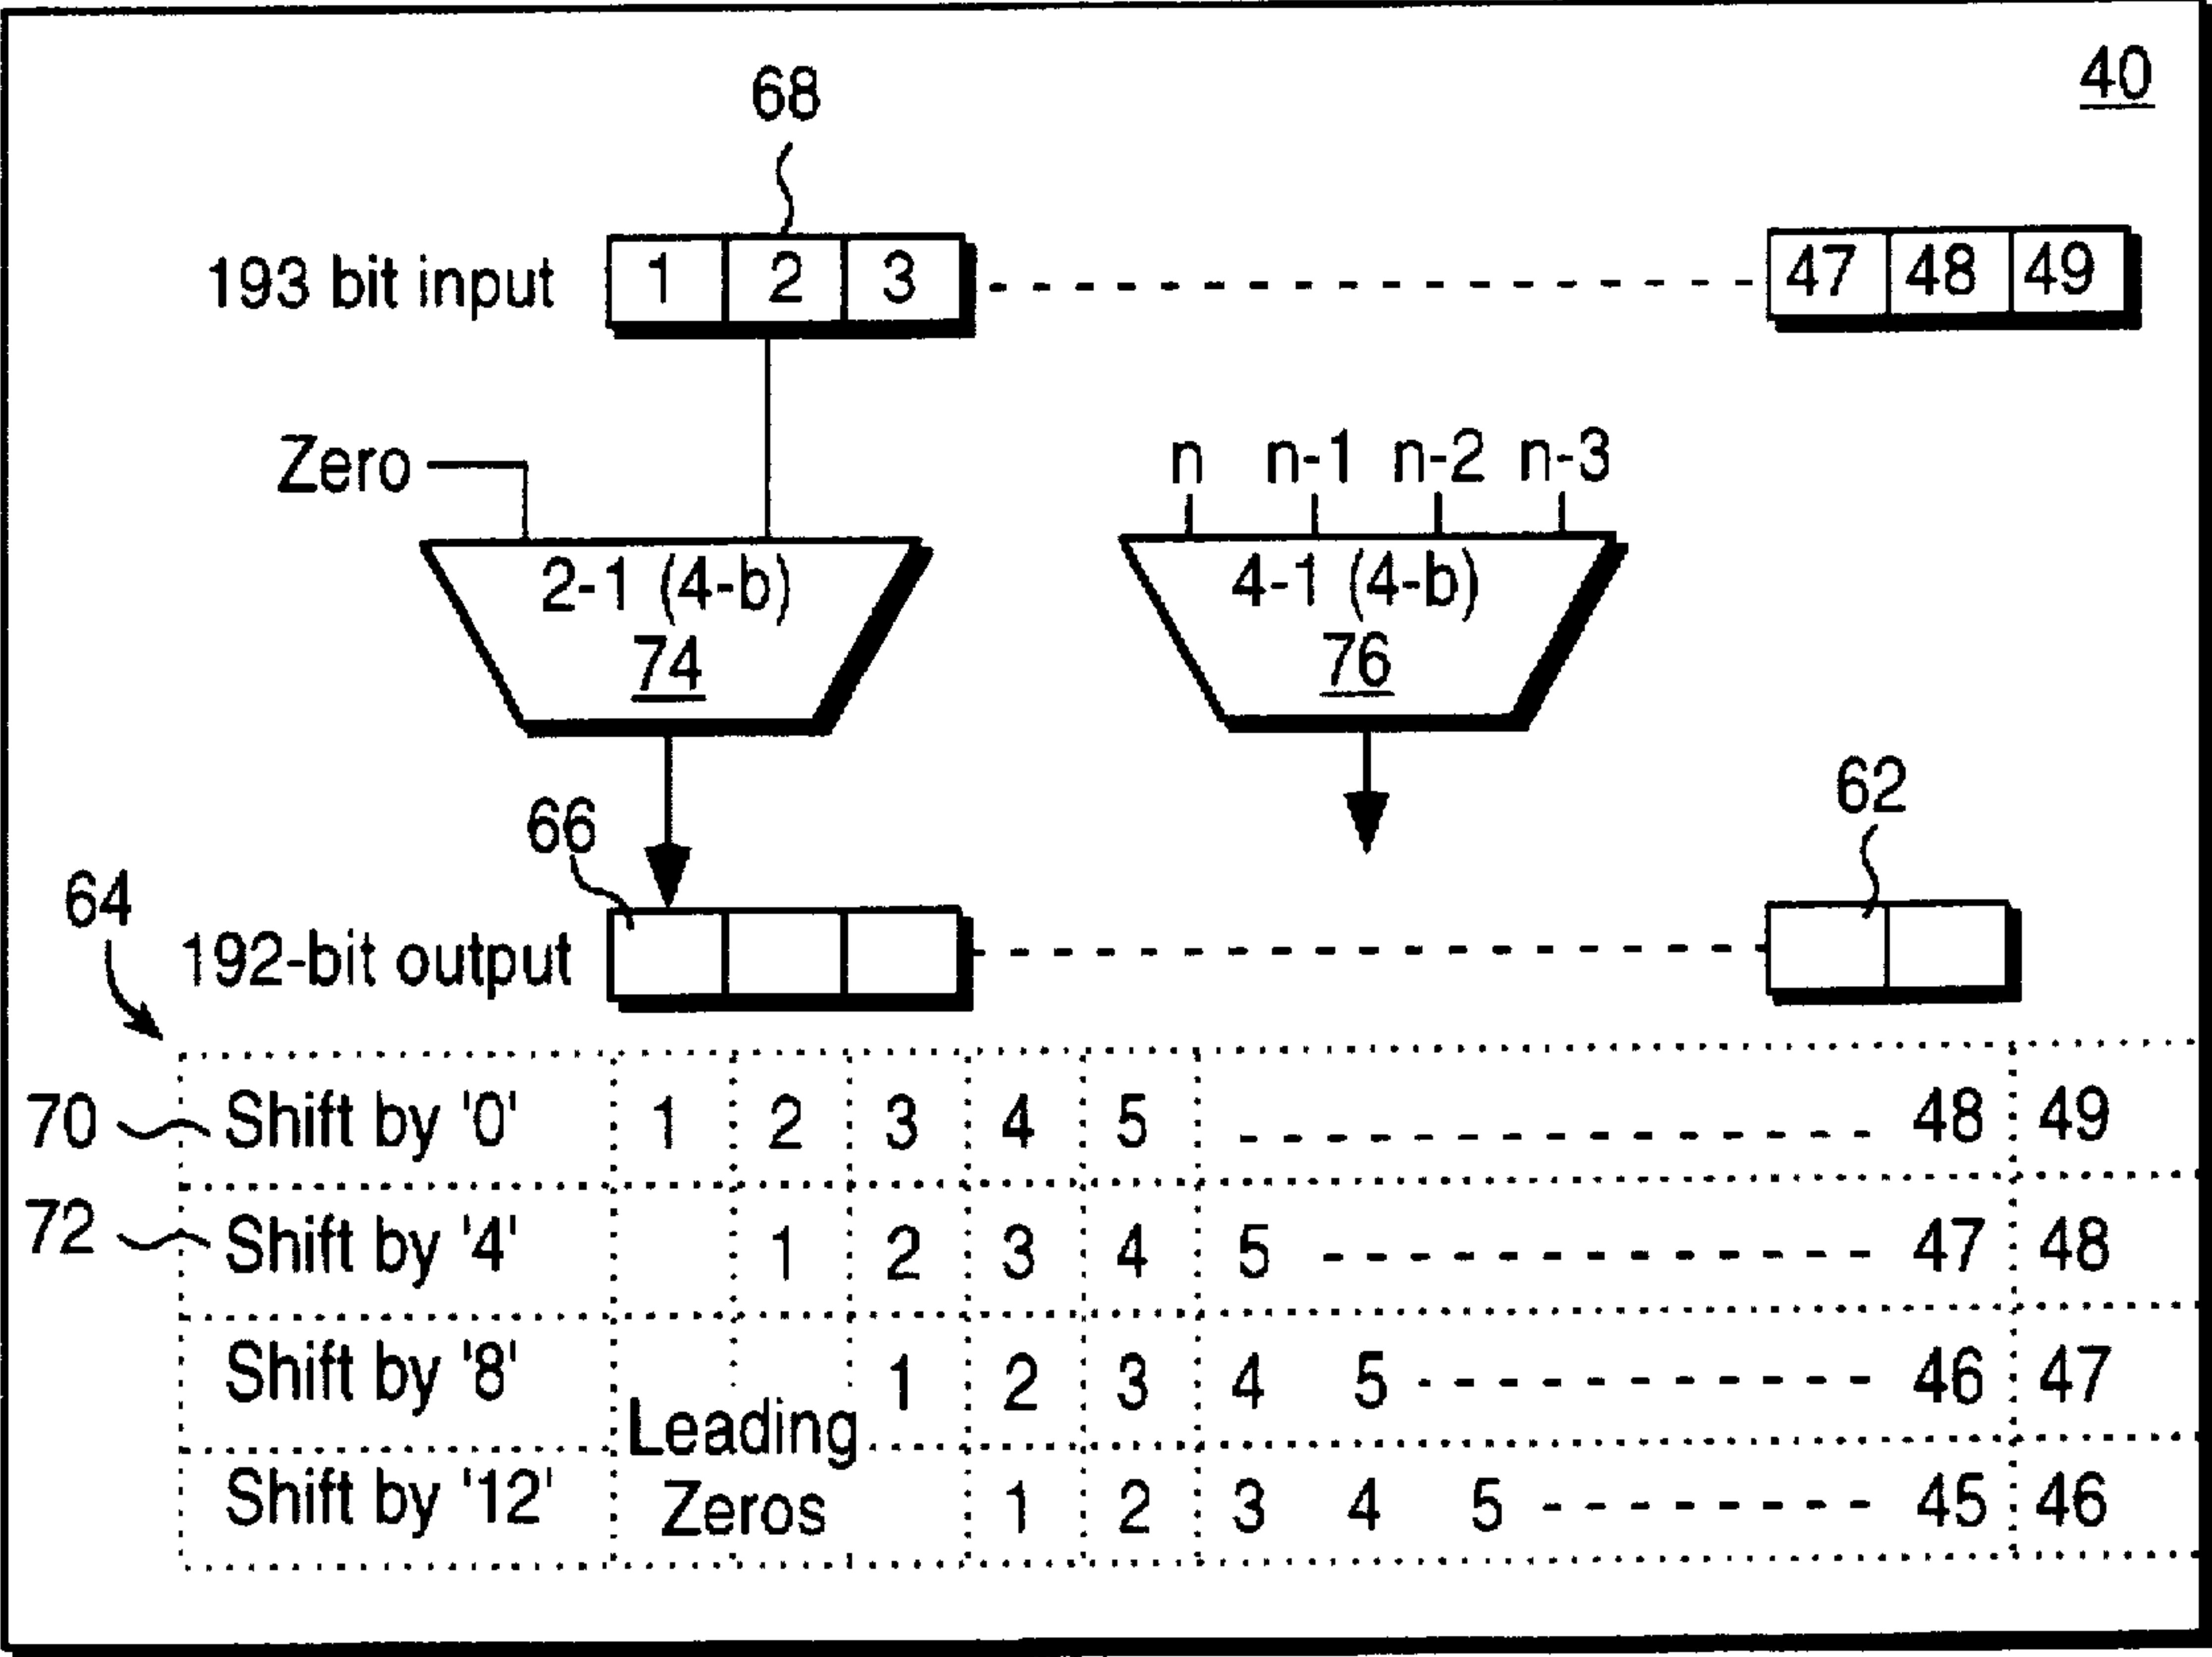 40
68
193 bit input 1 2 3 47 48 49
Zero n n-1 n-2 n-3
2-1 (4-b) 4-1 (4-b)
74 76
66 62
64
192-bit output
70 Shift by '0' 1 2 3 4 5 48 49
72 Shift by '4' 1 2 3 4 5 47 48
Shift by '8' 1 2 3 4 5 46 47
Leading
Shift by '12' Zeros 1 2 3 4 5 45 46